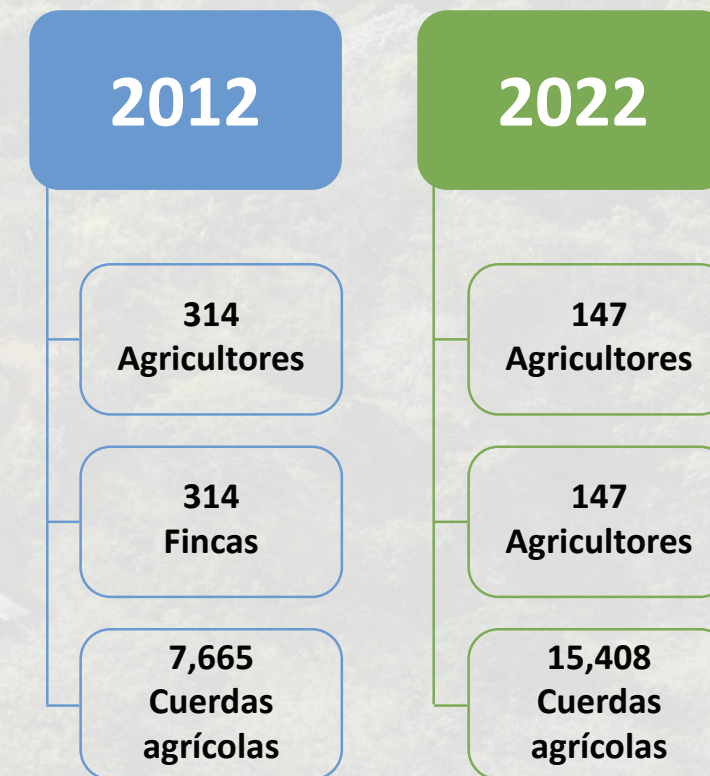 2012
314
Agricultores
314
Fincas
7,665
Cuerdas
agrícolas
2022
147
Agricultores
147
Agricultores
15,408
Cuerdas
agrícolas